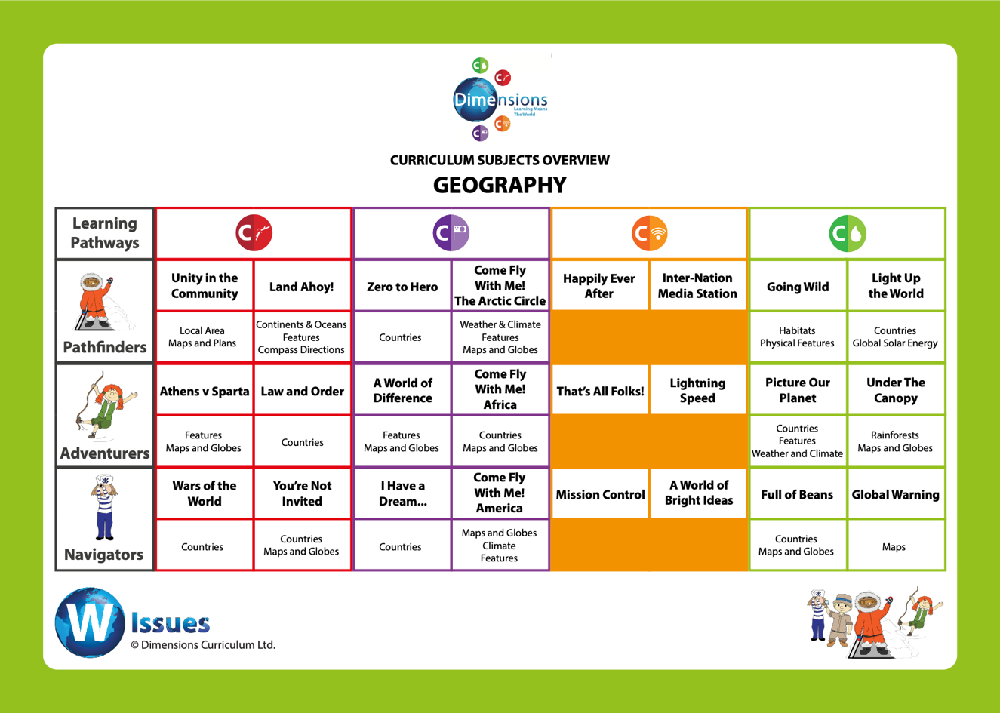 C
C
Dimensions
Learning Means
The World
C
C
CURRICULUM SUBJECTS OVERVIEW
GEOGRAPHY
Learning
Pathways
C
C
C
C
Pathfinders
Unity in the
Community
Land Ahoy!
Zero to Hero
Come Fly
With Me!
The Arctic Circle
Happily Ever
After
Inter-Nation
Media Station
Going Wild
Light Up
the World
Local Area
Maps and Plans
Continents & Oceans
Features
Compass Directions
Countries
Weather & Climate
Features
Maps and Globes
Habitats
Physical Features
Countries
Global Solar Energy
Adventurers
Athens v Sparta
Law and Order
A World of
Difference
Come Fly
With Me!
Africa
That's All Folks!
Lightning
Speed
Picture Our
Planet
Under The
Canopy
Features
Maps and Globes
Countries
Features
Maps and Globes
Countries
Maps and Globes
Countries
Features
Weather and Climate
Rainforests
Maps and Globes
Navigators
Wars of the
World
You're Not
Invited
I Have a
Dream...
Come Fly
With Me!
America
Mission Control
A World of
Bright Ideas
Full of Beans
Global Warning
Countries
Countries
Maps and Globes
Countries
Maps and Globes
Climate
Features
Countries
Maps and Globes
Maps
W Issues
© Dimensions Curriculum Ltd.